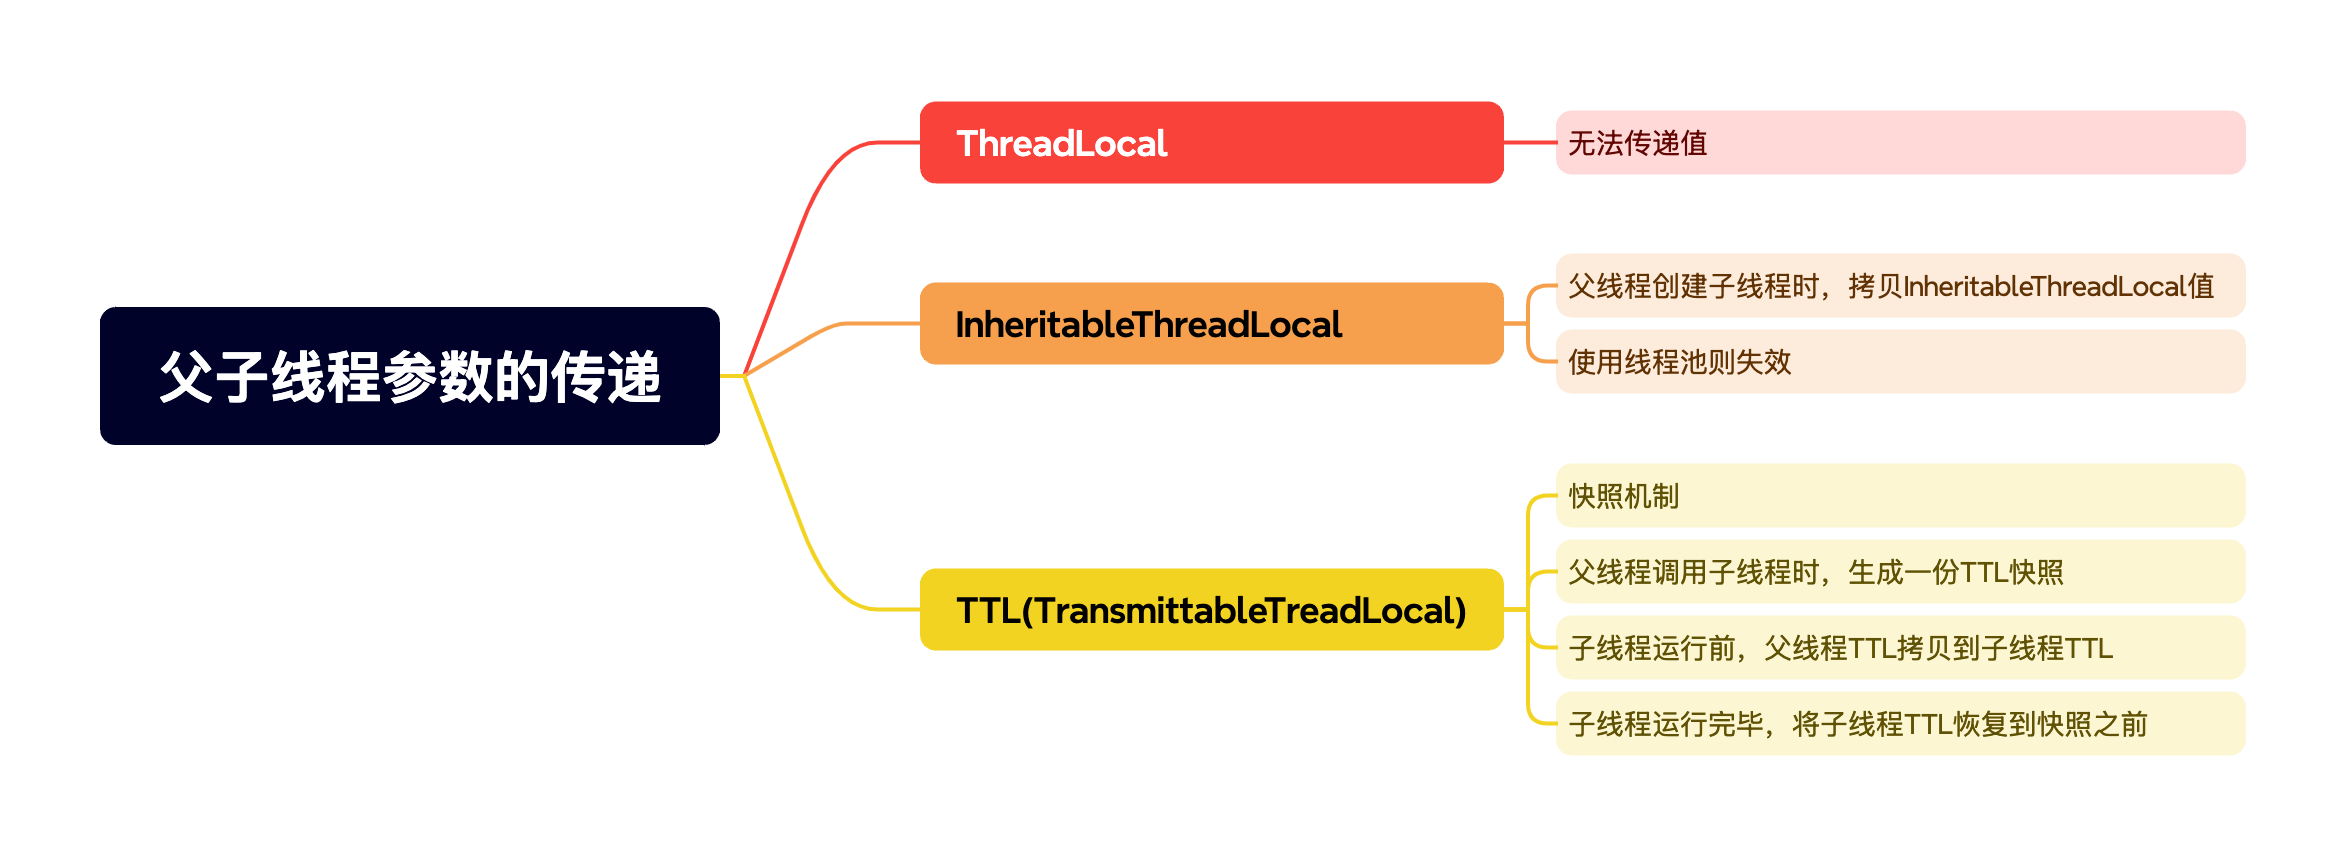 父子线程参数的传递
ThreadLocal
无法传递值
InheritableThreadLocal
父线程创建子线程时，拷贝InheritableThreadLocal值
使用线程池则失效
TTL(TransmittableTreadLocal)
快照机制
父线程调用子线程时，生成一份TTL快照
子线程运行前，父线程TTL拷贝到子线程TTL
子线程运行完毕，将子线程TTL恢复到快照之前